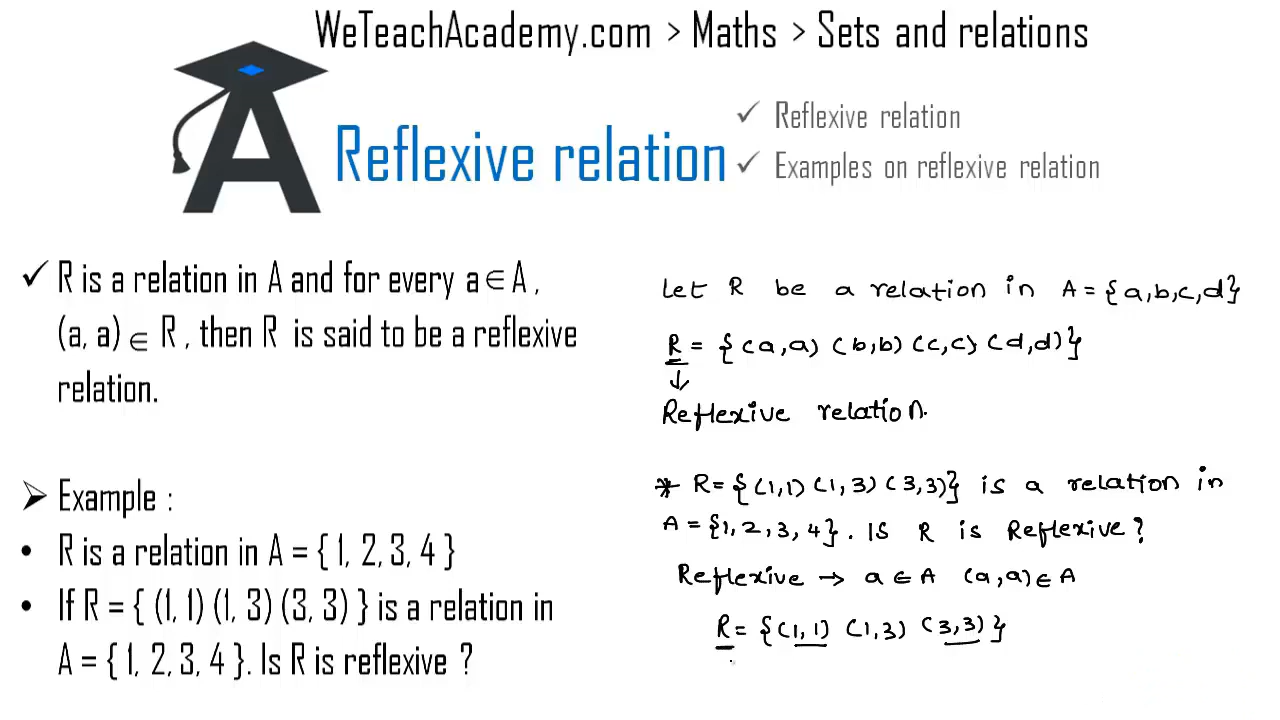 WeTeachAcademy.com > Maths > Sets and relations
Reflexive relation
✓ Reflexive relation
✓ Examples on reflexive relation
✓ R is a relation in A and for every a ∈ A ,
(a, a) ∈ R , then R is said to be a reflexive
relation.
➢ Example :
• R is a relation in A = { 1, 2, 3, 4 }
• If R = { (1, 1) (1, 3) (3, 3) } is a relation in
A = { 1, 2, 3, 4 }. Is R is reflexive ?
Let R be a relation in A = {a,b,c,d}
R = {(a,a) (b,b) (c,c) (d,d)}
↓
Reflexive relation.
* R = {(1,1) (1,3) (3,3)} is a relation in
A = {1,2,3,4}. Is R is Reflexive?
Reflexive → a ∈ A (a,a) ∈ A
R = {(1,1) (1,3) (3,3)}